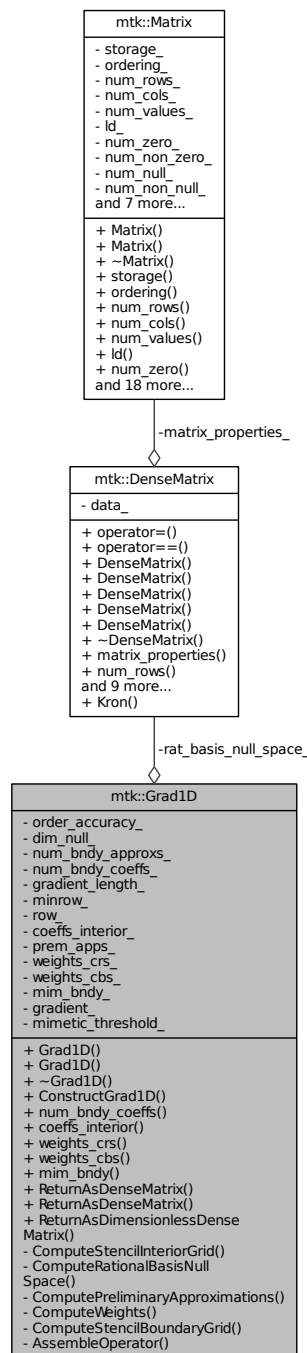 mtk::Matrix
- storage_
- ordering_
- num_rows_
- num_cols_
- num_values_
- ld_
- num_zero_
- num_non_zero_
- num_null_
- num_non_null_
and 7 more...
+ Matrix()
+ Matrix()
+ ~Matrix()
+ storage()
+ ordering()
+ num_rows()
+ num_cols()
+ num_values()
+ ld()
+ num_zero()
and 18 more...
-matrix_properties_
mtk::DenseMatrix
- data_
+ operator=()
+ operator==()
+ DenseMatrix()
+ DenseMatrix()
+ DenseMatrix()
+ DenseMatrix()
+ DenseMatrix()
+ ~DenseMatrix()
+ matrix_properties()
+ num_rows()
and 9 more...
+ Kron()
-rat_basis_null_space_
mtk::Grad1D
- order_accuracy_
- dim_null_
- num_bndy_approxs_
- num_bndy_coeffs_
- gradient_length_
- minrow_
- row_
- coeffs_interior_
- prem_apps_
- weights_crs_
- weights_cbs_
- mim_bndy_
- gradient_
- mimetic_threshold_
+ Grad1D()
+ Grad1D()
+ ~Grad1D()
+ ConstructGrad1D()
+ num_bndy_coeffs()
+ coeffs_interior()
+ weights_crs()
+ weights_cbs()
+ mim_bndy()
+ ReturnAsDenseMatrix()
+ ReturnAsDenseMatrix()
+ ReturnAsDimensionlessDense
Matrix()
- ComputeStencilInteriorGrid()
- ComputeRationalBasisNull
Space()
- ComputePreliminaryApproximations()
- ComputeWeights()
- ComputeStencilBoundaryGrid()
- AssembleOperator()